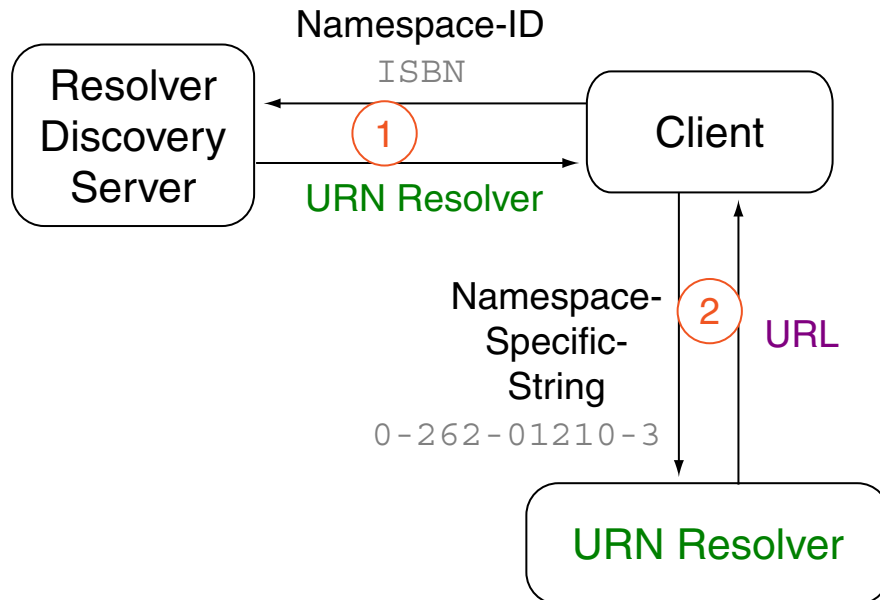 Namespace-ID
ISBN
Resolver
Discovery
Server
Client
1
URN Resolver
Namespace-
Specific-
String
2
URL
0-262-01210-3
URN Resolver